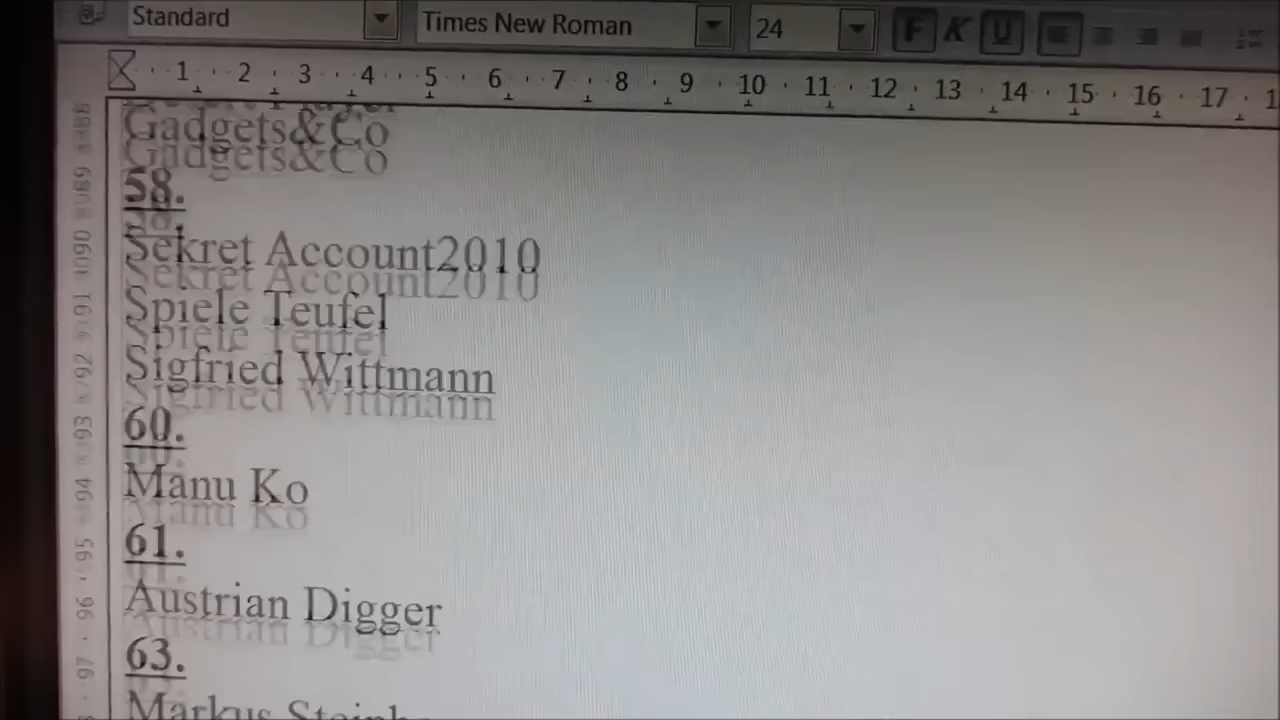 Standard Times New Roman 24 F K U
1 2 3 4 5 6 7 8 9 10 11 12 13 14 15 16 17
Gadgets&Co
58.
Sekret Account2010
Spiele Teufel
Sigfried Wittmann
60.
Manu Ko
61.
Austrian Digger
63.
Markus